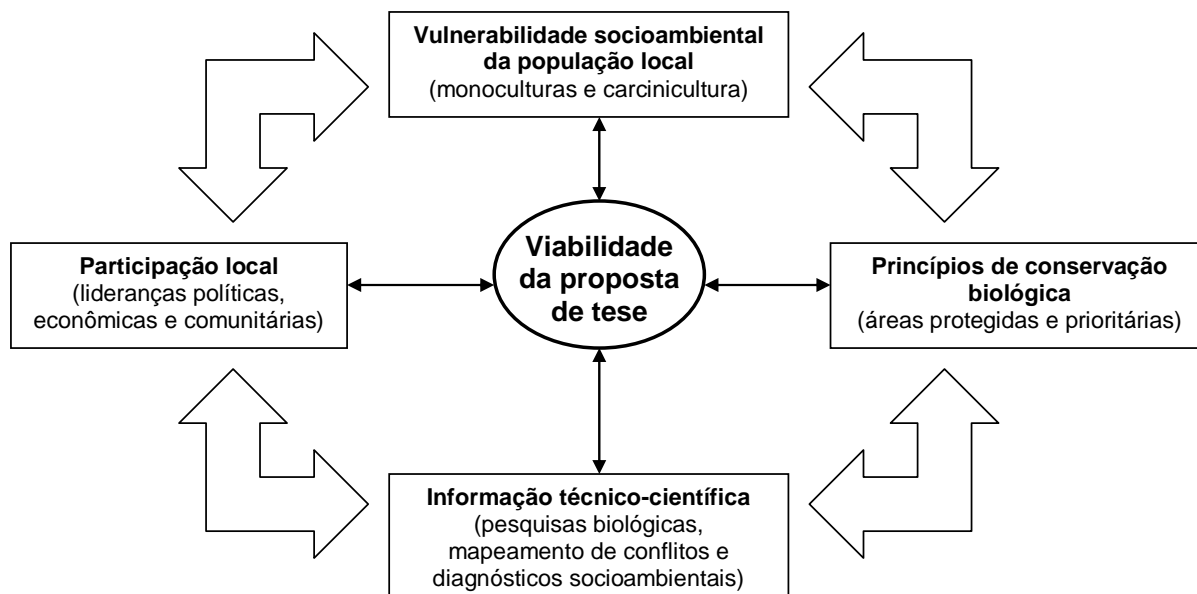 Vulnerabilidade socioambiental
da população local
(monoculturas e carcinicultura)
Participação local
(lideranças políticas,
econômicas e comunitárias)
Viabilidade
da proposta
de tese
Princípios de conservação
biológica
(áreas protegidas e prioritárias)
Informação técnico-científica
(pesquisas biológicas,
mapeamento de conflitos e
diagnósticos socioambientais)